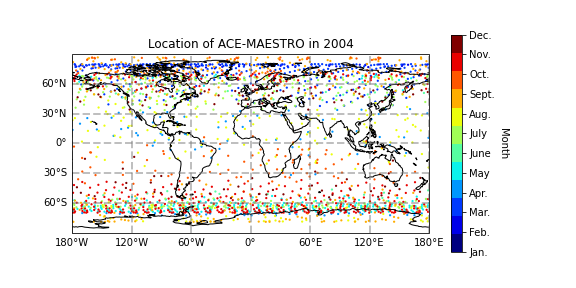 Location of ACE-MAESTRO in 2004
60°N
30°N
0°
30°S
60°S
180°W 120°W 60°W 0° 60°E 120°E 180°E
Dec.
Nov.
Oct.
Sept.
Aug.
July
June
May
Apr.
Mar.
Feb.
Jan.
Month